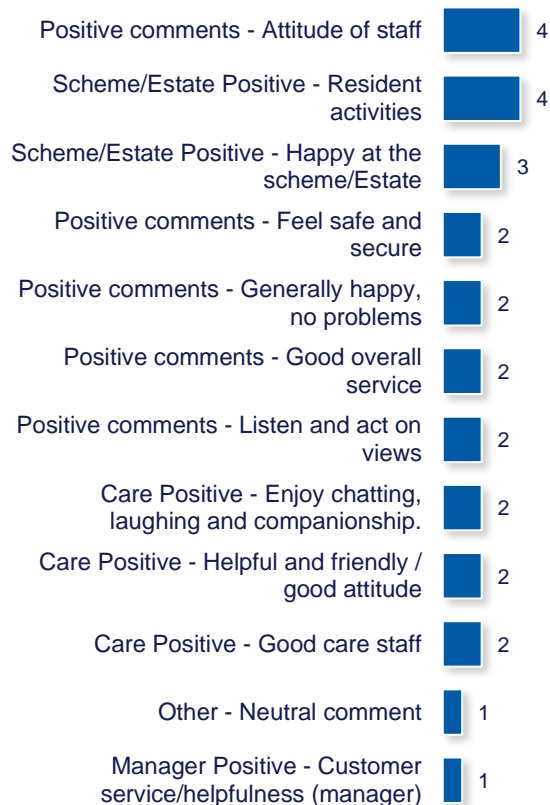 Positive comments - Attitude of staff 4
Scheme/Estate Positive - Resident
activities 4
Scheme/Estate Positive - Happy at the
scheme/Estate 3
Positive comments - Feel safe and
secure 2
Positive comments - Generally happy,
no problems 2
Positive comments - Good overall
service 2
Positive comments - Listen and act on
views 2
Care Positive - Enjoy chatting,
laughing and companionship. 2
Care Positive - Helpful and friendly /
good attitude 2
Care Positive - Good care staff 2
Other - Neutral comment 1
Manager Positive - Customer
service/helpfulness (manager) 1